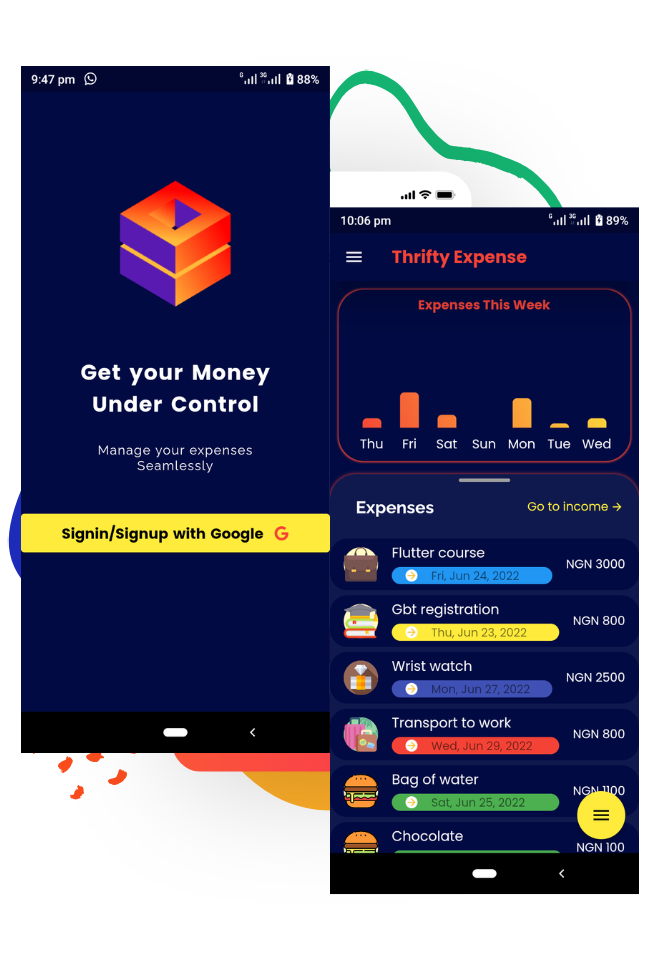 9:47 pm
G 3G 88%
Get your Money
Under Control
Manage your expenses
Seamlessly
Signin/Signup with Google G
10:06 pm
G 3G 89%
Thrifty Expense
Expenses This Week
Thu Fri Sat Sun Mon Tue Wed
Expenses
Go to income →
Flutter course
NGN 3000
Fri, Jun 24, 2022
Gbt registration
NGN 800
Thu, Jun 23, 2022
Wrist watch
NGN 2500
Mon, Jun 27, 2022
Transport to work
NGN 800
Wed, Jun 29, 2022
Bag of water
NGN 1100
Sat, Jun 25, 2022
Chocolate
NGN 100